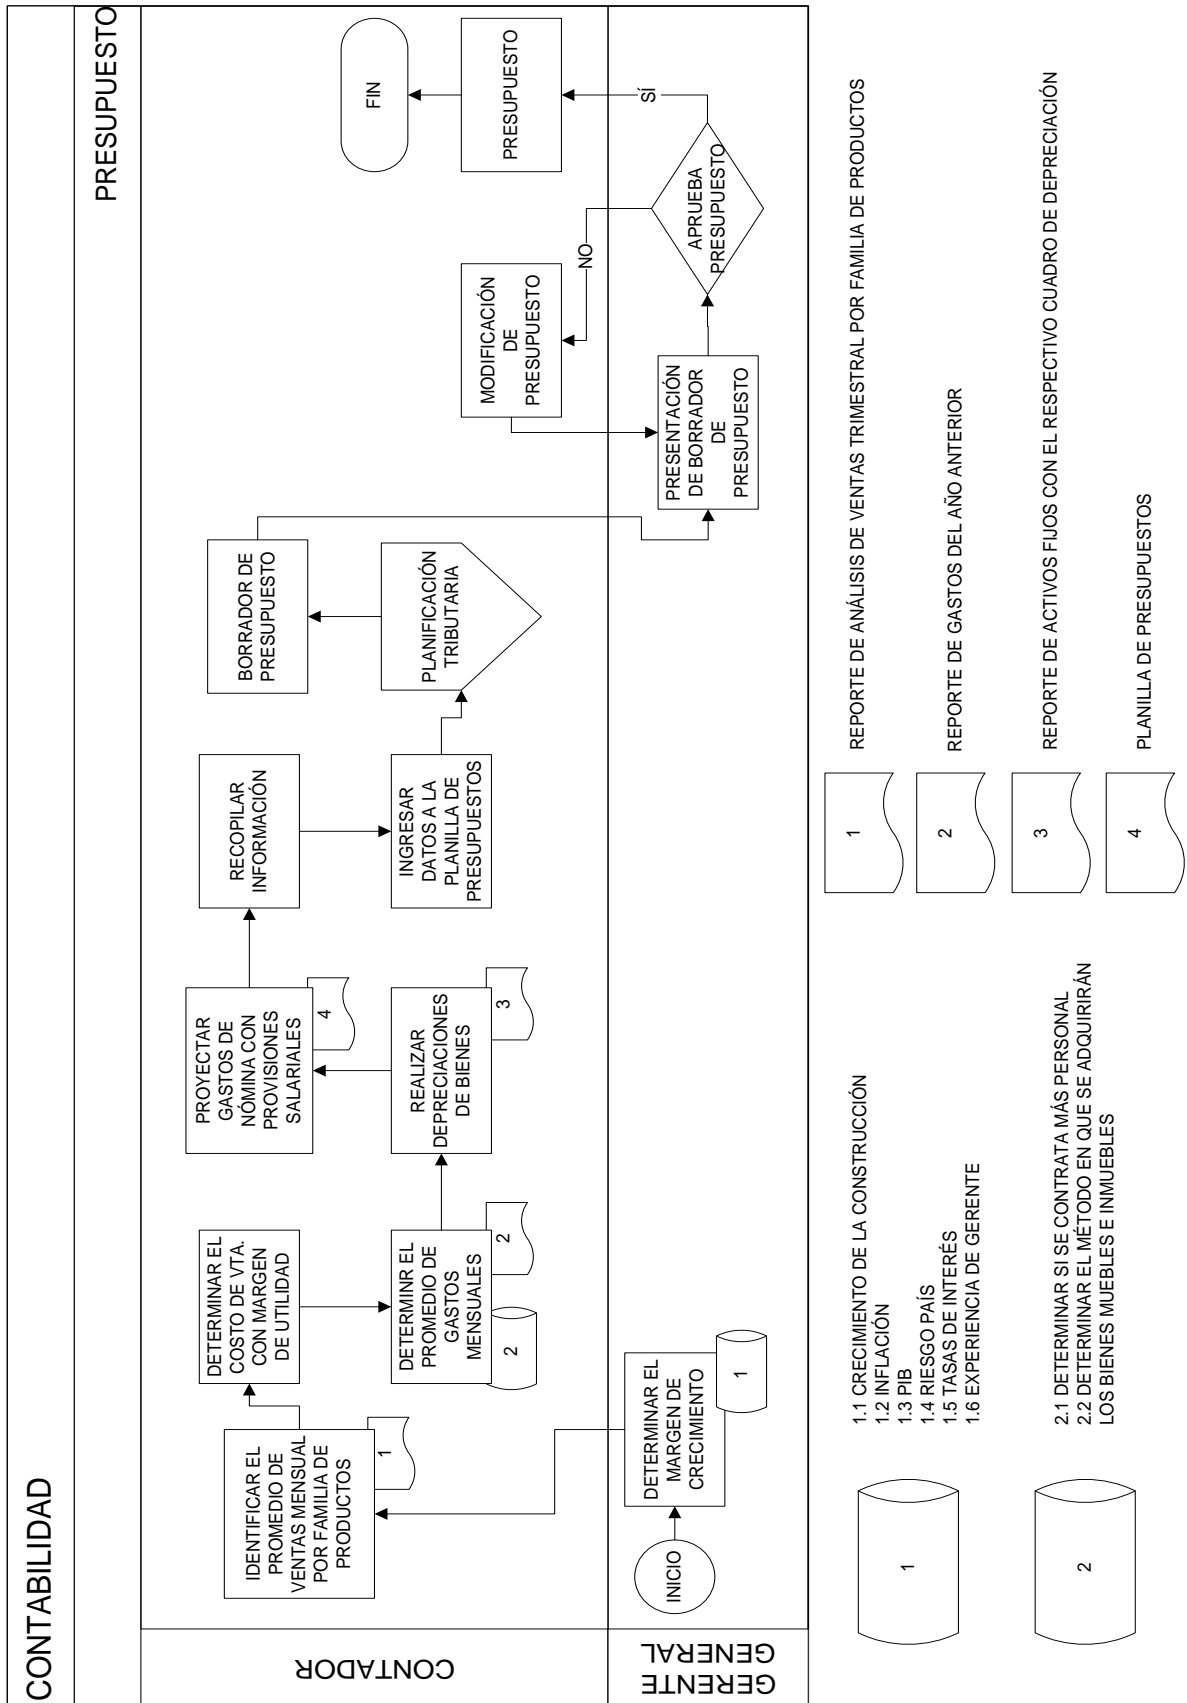 CONTABILIDAD
PRESUPUESTO
CONTADOR
GERENTE
GENERAL
INICIO
DETERMINAR EL
MARGEN DE
CRECIMIENTO
1
IDENTIFICAR EL
PROMEDIO DE
VENTAS MENSUAL
POR FAMILIA DE
PRODUCTOS
1
DETERMINAR EL
COSTO DE VTA.
CON MARGEN
DE UTILIDAD
DETERMINR EL
PROMEDIO DE
GASTOS
MENSUALES
2
2
REALIZAR
DEPRECIACIONES
DE BIENES
3
PROYECTAR
GASTOS DE
NÓMINA CON
PROVISIONES
SALARIALES
4
RECOPILAR
INFORMACIÓN
INGRESAR
DATOS A LA
PLANILLA DE
PRESUPUESTOS
PLANIFICACIÓN
TRIBUTARIA
BORRADOR DE
PRESUPUESTO
PRESENTACIÓN
DE BORRADOR
DE
PRESUPUESTO
MODIFICACIÓN
DE
PRESUPUESTO
APRUEBA
PRESUPUESTO
NO
SÍ
PRESUPUESTO
FIN
1
1.1 CRECIMIENTO DE LA CONSTRUCCIÓN
1.2 INFLACIÓN
1.3 PIB
1.4 RIESGO PAÍS
1.5 TASAS DE INTERÉS
1.6 EXPERIENCIA DE GERENTE
2
2.1 DETERMINAR SI SE CONTRATA MÁS PERSONAL
2.2 DETERMINAR EL MÉTODO EN QUE SE ADQUIRIRÁN
LOS BIENES MUEBLES E INMUEBLES
1
REPORTE DE ANÁLISIS DE VENTAS TRIMESTRAL POR FAMILIA DE PRODUCTOS
2
REPORTE DE GASTOS DEL AÑO ANTERIOR
3
REPORTE DE ACTIVOS FIJOS CON EL RESPECTIVO CUADRO DE DEPRECIACIÓN
4
PLANILLA DE PRESUPUESTOS